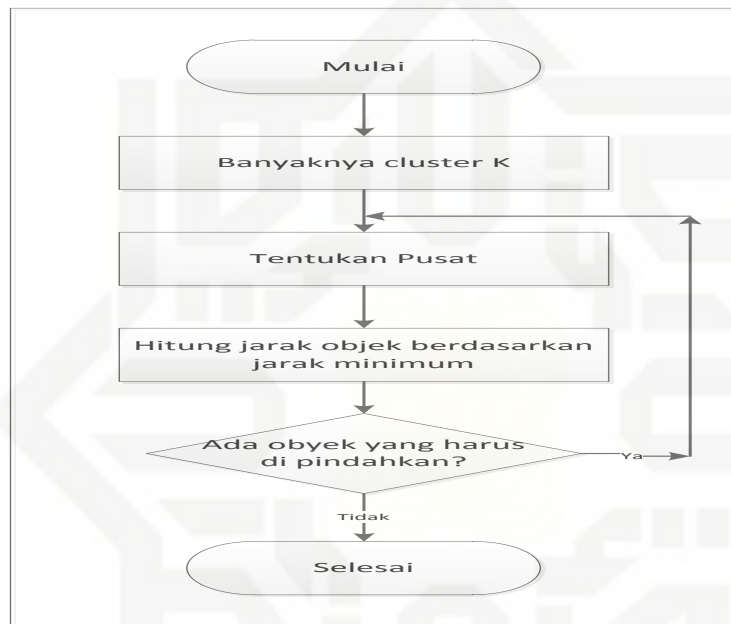 Mulai
Banyaknya cluster K
Tentukan Pusat
Hitung jarak objek berdasarkan
jarak minimum
Ada obyek yang harus
di pindahkan?
Ya
Tidak
Selesai